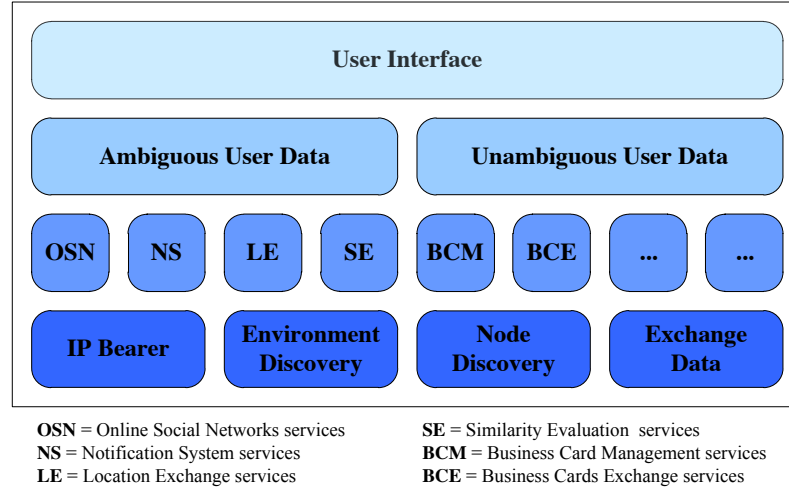 User Interface
Ambiguous User Data
Unambiguous User Data
OSN
NS
LE
SE
BCM
BCE
...
...
IP Bearer
Environment
Discovery
Node
Discovery
Exchange
Data
OSN = Online Social Networks services
NS = Notification System services
LE = Location Exchange services
SE = Similarity Evaluation services
BCM = Business Card Management services
BCE = Business Cards Exchange services